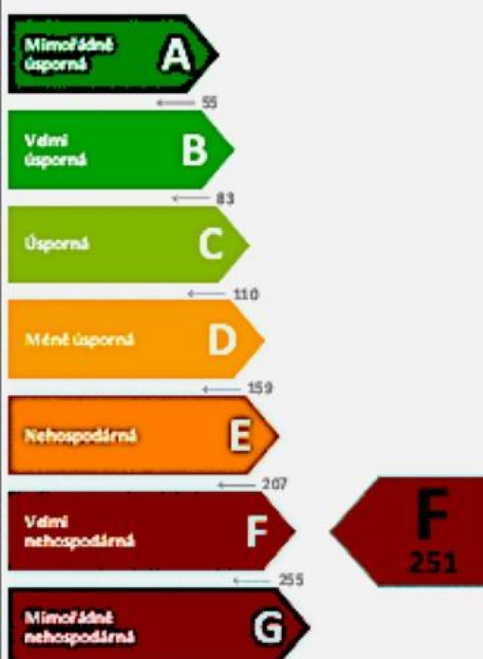 Mimořádně
úsporná A
← 55
Velmi
úsporná B
← 83
Úsporná C
← 110
Méně úsporná D
← 159
Nehospodárná E
← 207
Velmi
nehospodárná F
F
251
← 255
Mimořádně
nehospodárná G